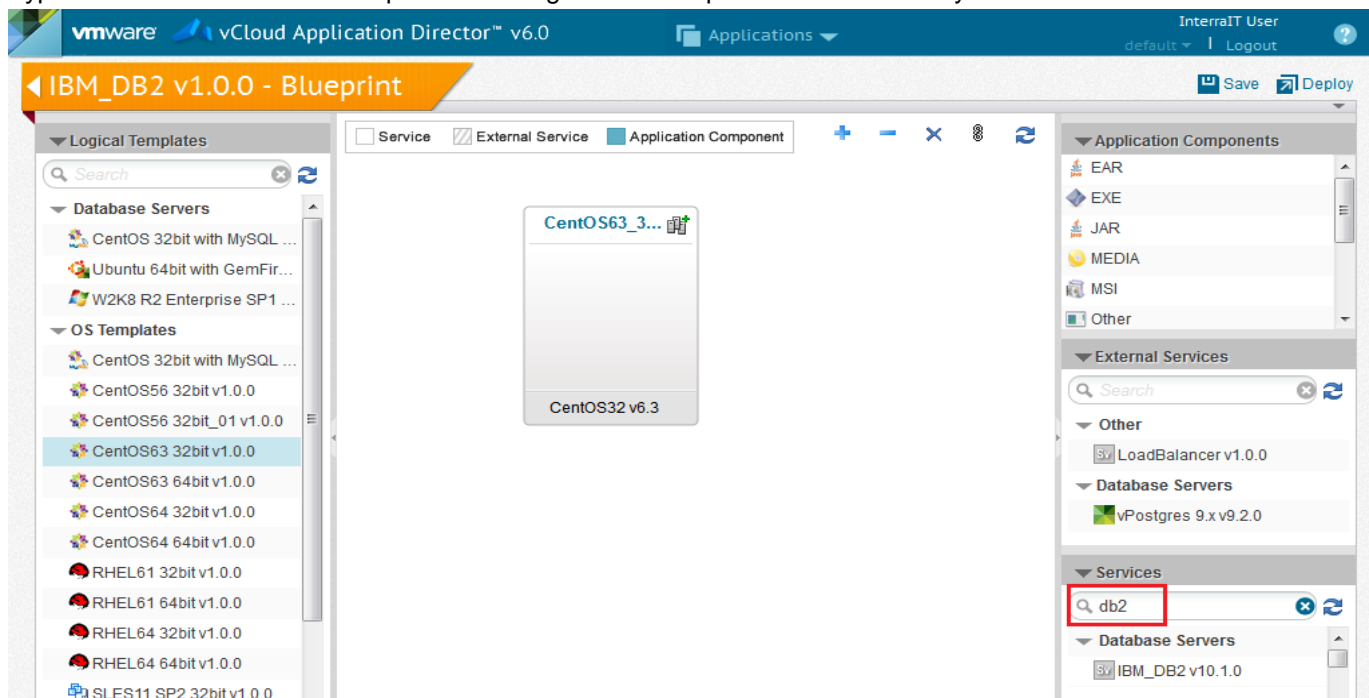 vmware vCloud Application Director™ v6.0
Applications
InterraIT User
default | Logout
?
IBM_DB2 v1.0.0 - Blueprint
Save Deploy
Logical Templates
Search
Database Servers
CentOS 32bit with MySQL ...
Ubuntu 64bit with GemFir...
W2K8 R2 Enterprise SP1 ...
OS Templates
CentOS 32bit with MySQL ...
CentOS56 32bit v1.0.0
CentOS56 32bit_01 v1.0.0
CentOS63 32bit v1.0.0
CentOS63 64bit v1.0.0
CentOS64 32bit v1.0.0
CentOS64 64bit v1.0.0
RHEL61 32bit v1.0.0
RHEL61 64bit v1.0.0
RHEL64 32bit v1.0.0
RHEL64 64bit v1.0.0
SLES11 SP2 32bit v1.0.0
Service External Service Application Component
CentOS63_3...
CentOS32 v6.3
Application Components
EAR
EXE
JAR
MEDIA
MSI
Other
External Services
Search
Other
Sv LoadBalancer v1.0.0
Database Servers
vPostgres 9.x v9.2.0
Services
db2
Database Servers
Sv IBM_DB2 v10.1.0